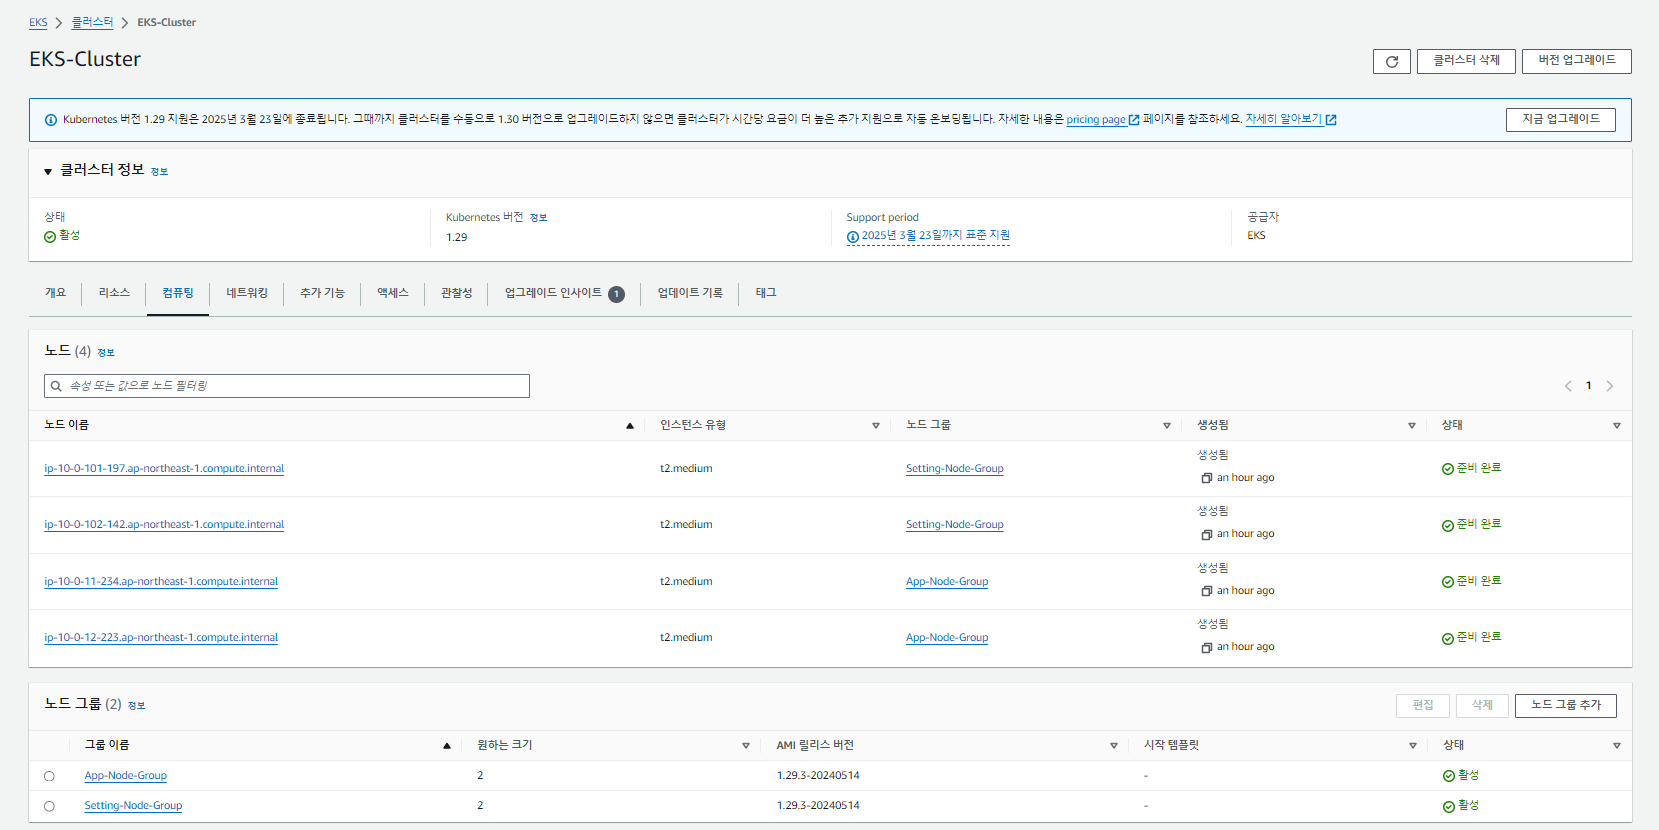 EKS > 클러스터 > EKS-Cluster
EKS-Cluster
클러스터 삭제
버전 업그레이드
Kubernetes 버전 1.29 지원은 2025년 3월 23일에 종료됩니다. 그때까지 클러스터를 수동으로 1.30 버전으로 업그레이드하지 않으면 클러스터가 시간당 요금이 더 높은 추가 지원으로 자동 온보딩됩니다. 자세한 내용은 pricing page 페이지를 참조하세요. 자세히 알아보기
지금 업그레이드
클러스터 정보 정보
상태
활성
Kubernetes 버전 정보
1.29
Support period
2025년 3월 23일까지 표준 지원
공급자
EKS
개요 리소스 컴퓨팅 네트워킹 추가 기능 액세스 관찰성 업그레이드 인사이트 1 업데이트 기록 태그
노드 (4) 정보
속성 또는 값으로 노드 필터링
1
노드 이름 인스턴스 유형 노드 그룹 생성됨 상태
ip-10-0-101-197.ap-northeast-1.compute.internal t2.medium Setting-Node-Group 생성됨 준비 완료
an hour ago
ip-10-0-102-142.ap-northeast-1.compute.internal t2.medium Setting-Node-Group 생성됨 준비 완료
an hour ago
ip-10-0-11-234.ap-northeast-1.compute.internal t2.medium App-Node-Group 생성됨 준비 완료
an hour ago
ip-10-0-12-223.ap-northeast-1.compute.internal t2.medium App-Node-Group 생성됨 준비 완료
an hour ago
노드 그룹 (2) 정보
편집 삭제 노드 그룹 추가
그룹 이름 원하는 크기 AMI 릴리스 버전 시작 템플릿 상태
App-Node-Group 2 1.29.3-20240514 - 활성
Setting-Node-Group 2 1.29.3-20240514 - 활성